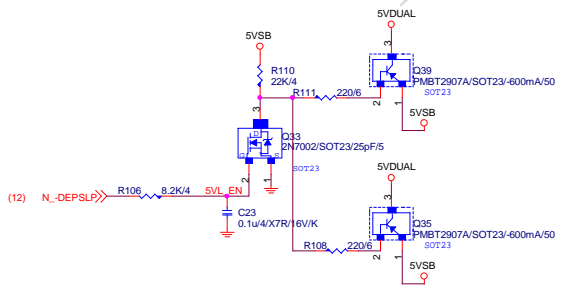 5VDUAL
5VSB
3
R110
22K/4
Q39
PMBT2907A/SOT23/-600mA/50
SOT23
R111
220/6
2
1
5VSB
3
D
G
S
Q33
2N7002/SOT23/25pF/5
SOT23
2
1
5VDUAL
(12)
N_-DEPSLP
R106
8.2K/4
5VL_EN
C23
0.1u/4/X7R/16V/K
3
Q35
PMBT2907A/SOT23/-600mA/50
SOT23
R108
220/6
2
1
5VSB